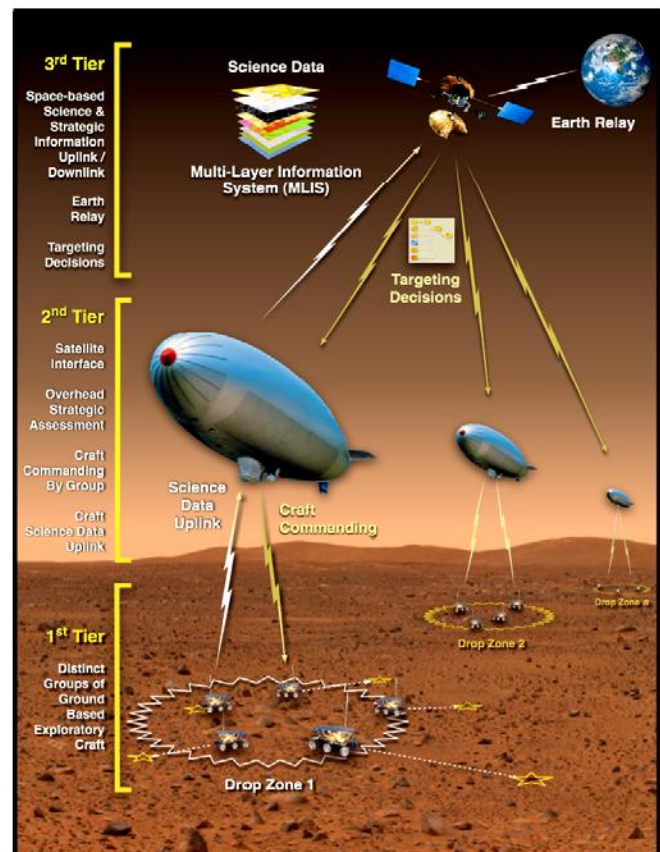 3rd Tier
Space-based
Science &
Strategic
Information
Uplink /
Downlink
Earth
Relay
Targeting
Decisions
Science Data
Multi-Layer Information
System (MLIS)
Earth Relay
Targeting
Decisions
2nd Tier
Satellite
Interface
Overhead
Strategic
Assessment
Craft
Commanding
By Group
Craft
Science Data
Uplink
Science
Data
Uplink
Craft
Commanding
1st Tier
Distinct
Groups of
Ground
Based
Exploratory
Craft
Drop Zone 1
Drop Zone 2
Drop Zone n